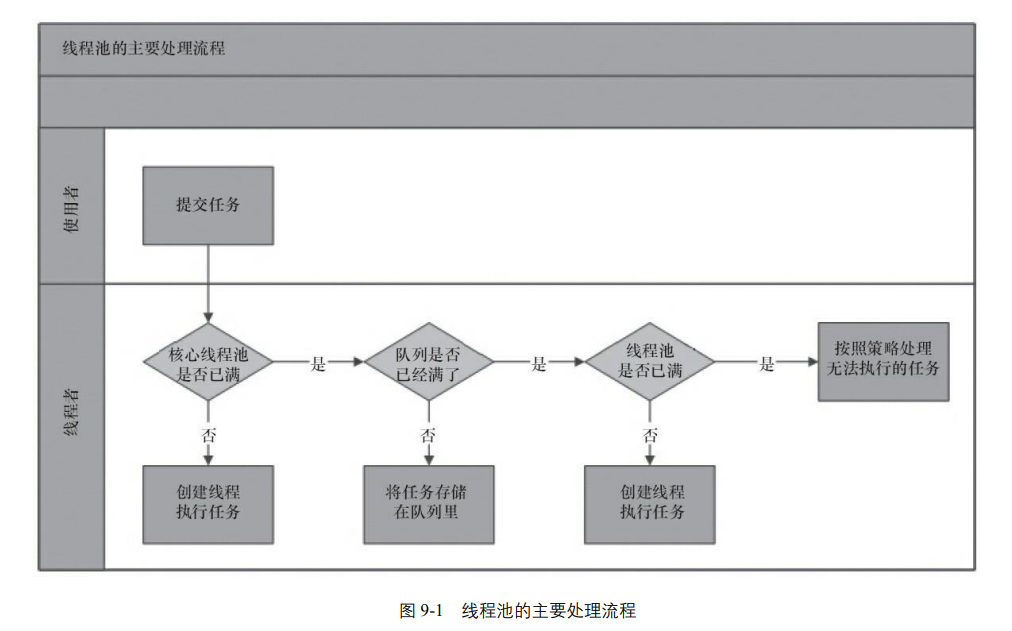 线程池的主要处理流程
使用者
提交任务
线程者
核心线程池
是否已满
是
队列是否
已经满了
是
线程池
是否已满
是
按照策略处理
无法执行的任务
否
否
否
创建线程
执行任务
将任务存储
在队列里
创建线程
执行任务
图 9-1 线程池的主要处理流程